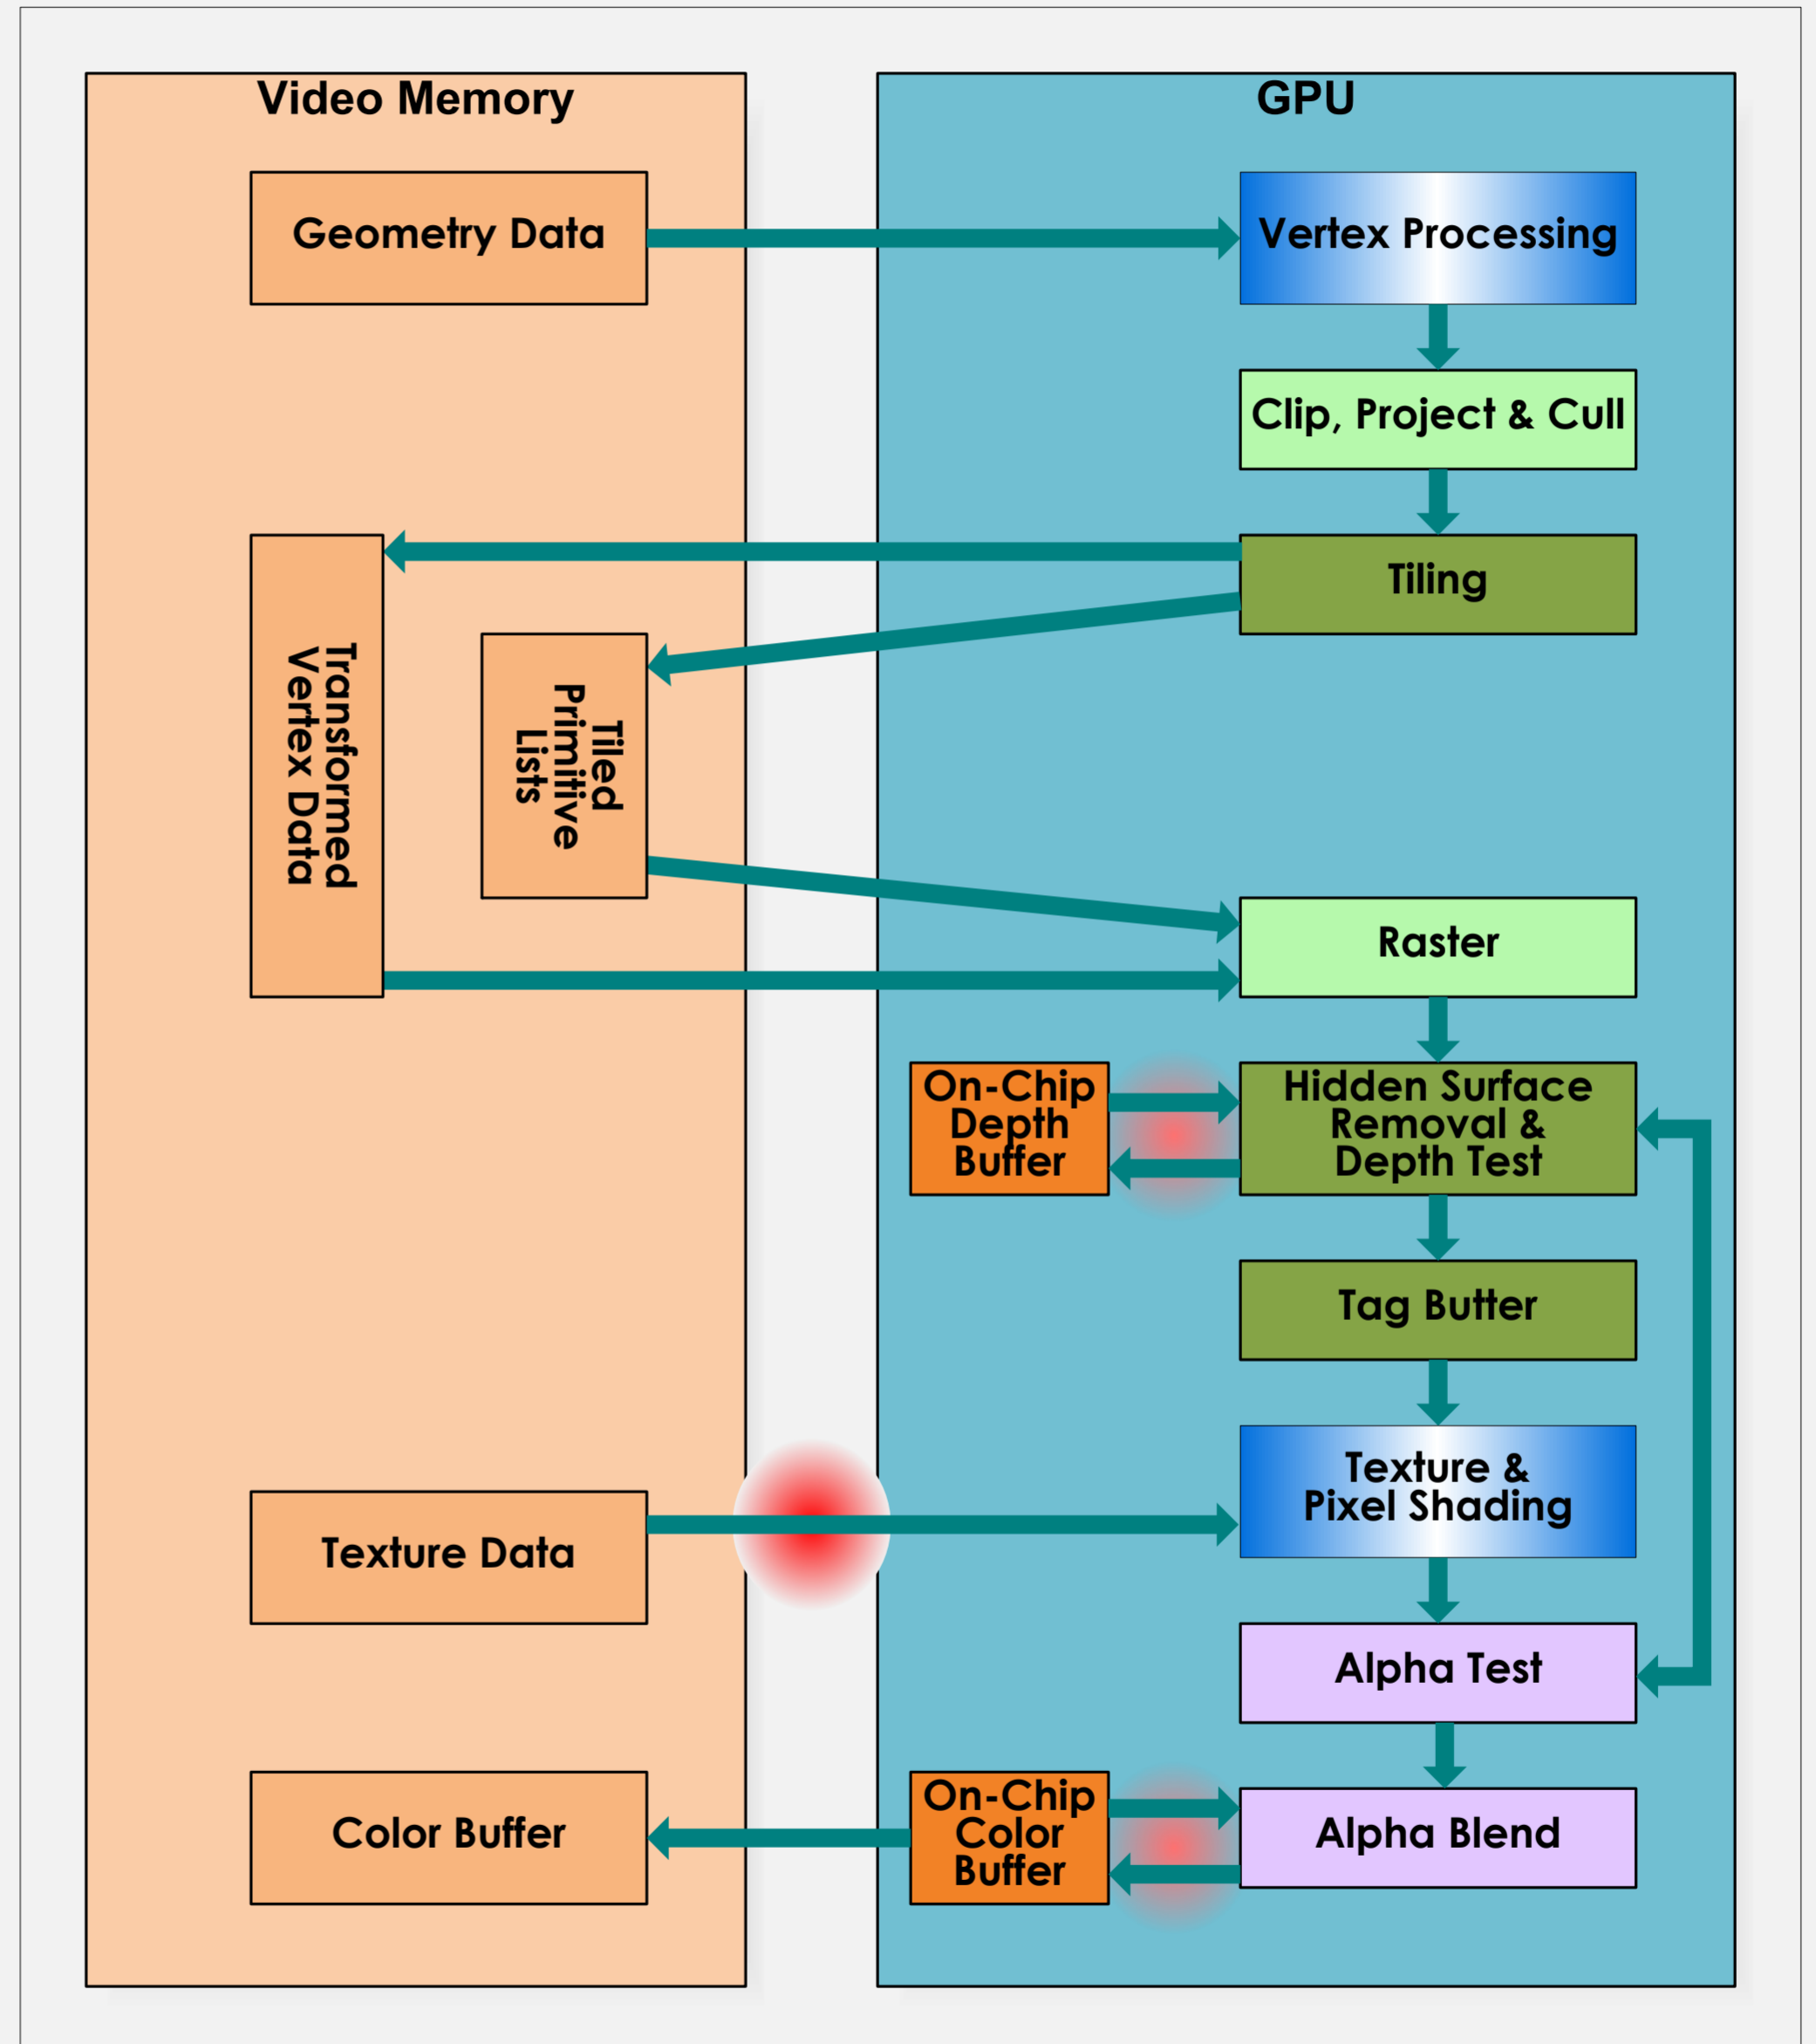 Video Memory
GPU
Geometry Data
Vertex Processing
Clip, Project & Cull
Tiling
Transformed
Vertex Data
Tiled
Primitive
Lists
Raster
On-Chip
Depth
Buffer
Hidden Surface
Removal &
Depth Test
Tag Butter
Texture &
Pixel Shading
Texture Data
Alpha Test
Color Buffer
On-Chip
Color
Buffer
Alpha Blend